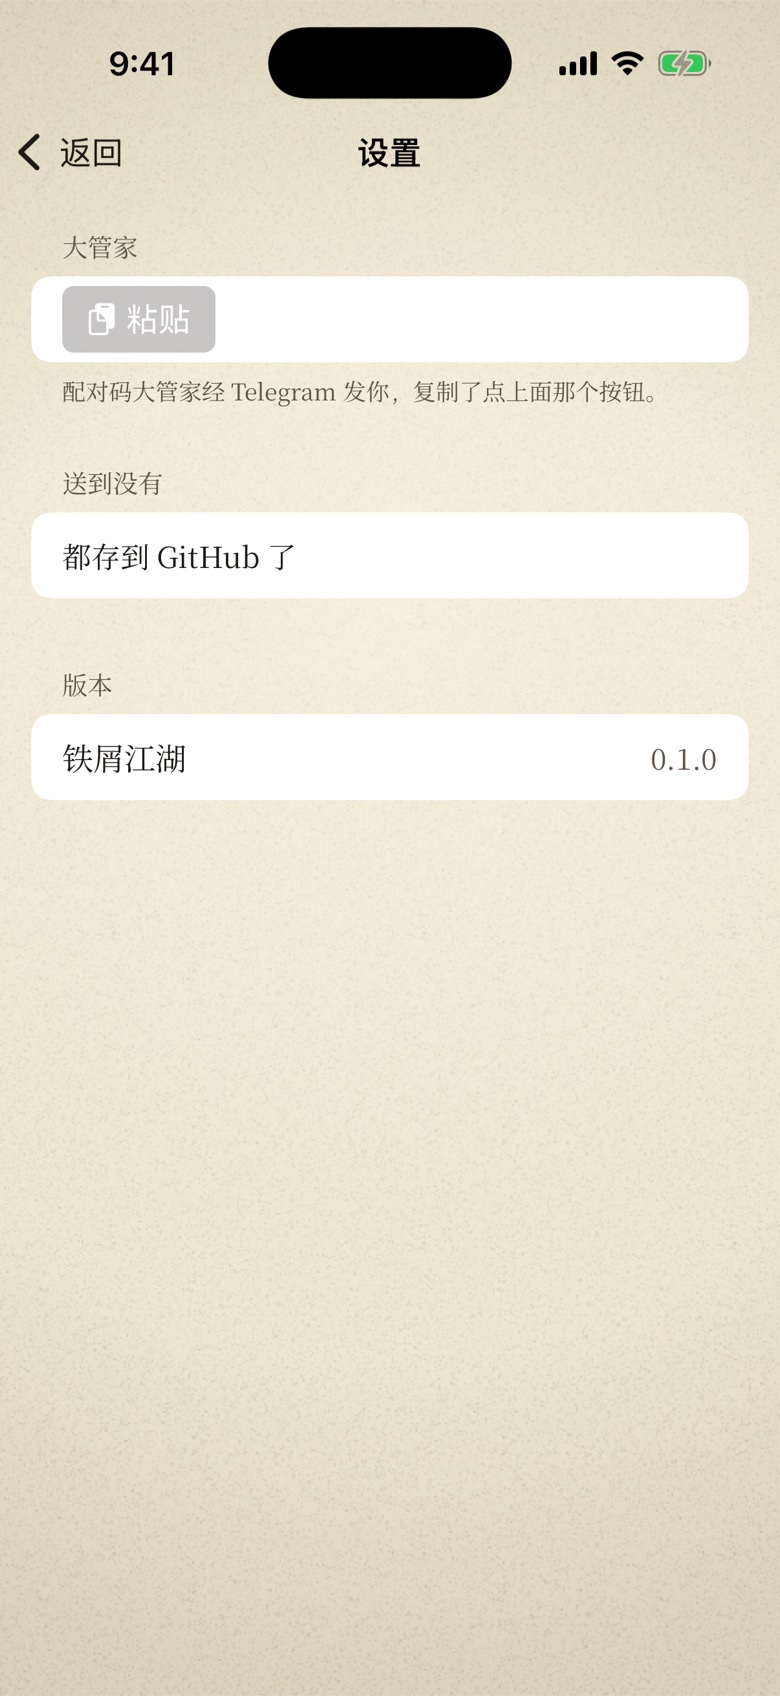 9:41
返回
设置
大管家
粘贴
配对码大管家经 Telegram 发你，复制了点上面那个按钮。
送到没有
都存到 GitHub 了
版本
铁屑江湖 0.1.0